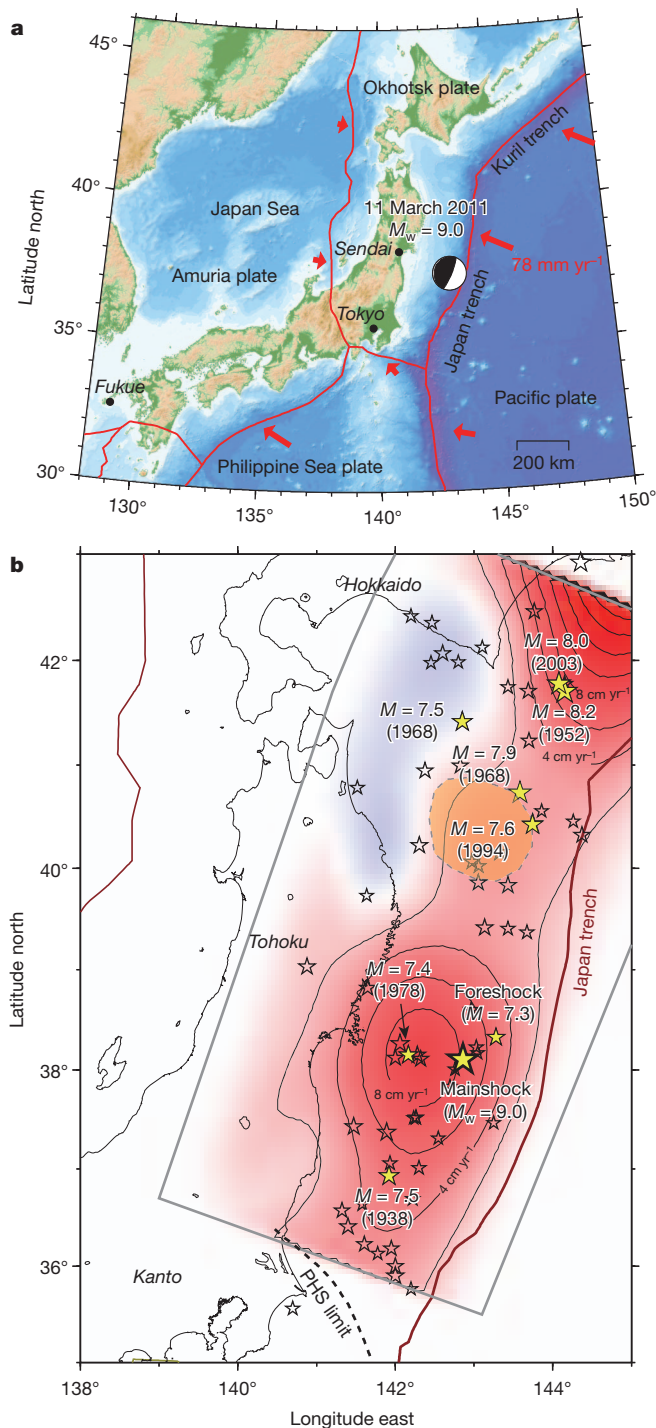 a
45°
40°
35°
30°
Latitude north
130°
135°
140°
145°
150°
Okhotsk plate
Kuril trench
Japan Sea
11 March 2011
Mw = 9.0
Sendai
78 mm yr–1
Amuria plate
Tokyo
Japan trench
Fukue
Pacific plate
200 km
Philippine Sea plate
b
Hokkaido
42°
M = 8.0
(2003)
8 cm yr–1
M = 7.5
(1968)
M = 8.2
(1952)
M = 7.9
(1968)
4 cm yr–1
M = 7.6
(1994)
40°
Japan trench
Tohoku
M = 7.4
(1978)
Foreshock
(M = 7.3)
Latitude north
38°
Mainshock
(Mw = 9.0)
8 cm yr–1
4 cm yr–1
M = 7.5
(1938)
36°
Kanto
PHS limit
138°
140°
142°
144°
Longitude east